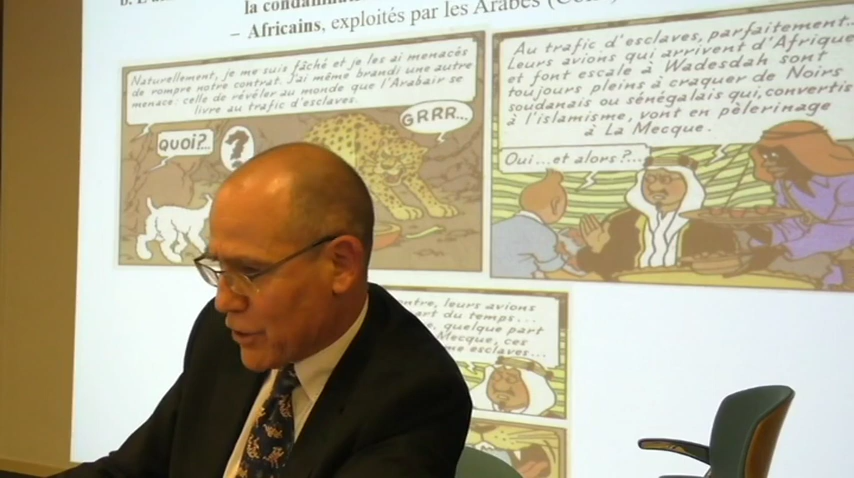 la condamnat
– Africains, exploités par les Arabes
Naturellement, je me suis fâché et je les ai menacés
de rompre notre contrat. J'ai même brandi une autre
menace: celle de révéler au monde que l'Arabair se
livre au trafic d'esclaves.
QUOI?...
?
GRRR...
Au trafic d'esclaves, parfaitement...
Leurs avions qui arrivent d'Afrique
et font escale à Wadesdah sont
toujours pleins à craquer de Noirs
soudanais ou sénégalais qui, convertis
à l'islamisme, vont en pèlerinage
à La Mecque.
Oui...et alors?...
ntre, leurs avions
rt du temps...
e, quelque part
Mecque, ces
me esclaves...